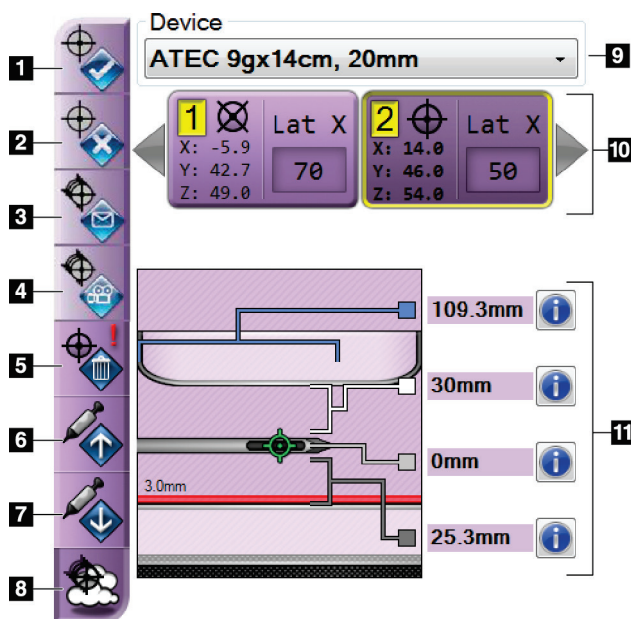 Device
ATEC 9gx14cm, 20mm
1 Lat X
X: -5.9
Y: 42.7
Z: 49.0
70
2 Lat X
X: 14.0
Y: 46.0
Z: 54.0
50
109.3mm
30mm
0mm
25.3mm
3.0mm
!
1
2
3
4
5
6
7
8
9
10
11